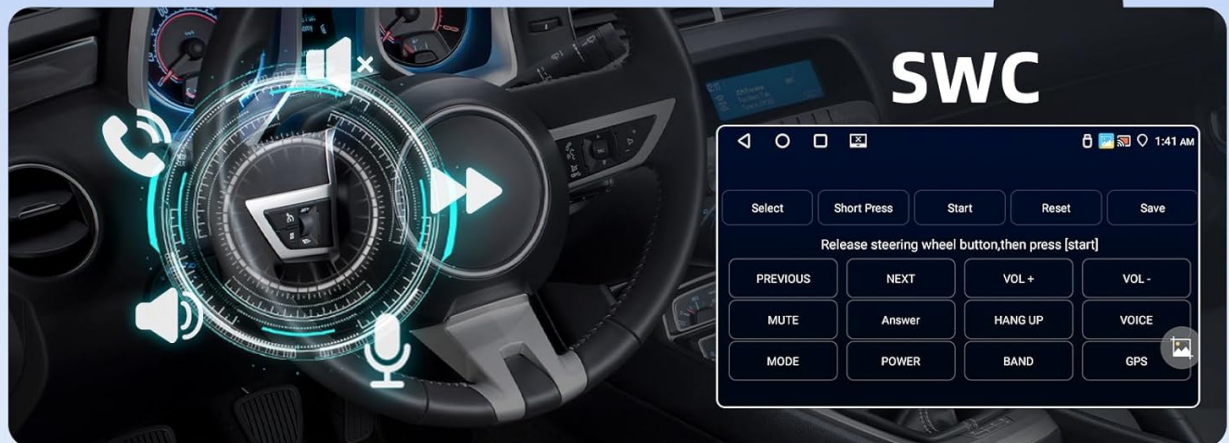 SWC
1:41 AM
Select Short Press Start Reset Save
Release steering wheel button,then press [start]
PREVIOUS NEXT VOL + VOL -
MUTE Answer HANG UP VOICE
MODE POWER BAND GPS